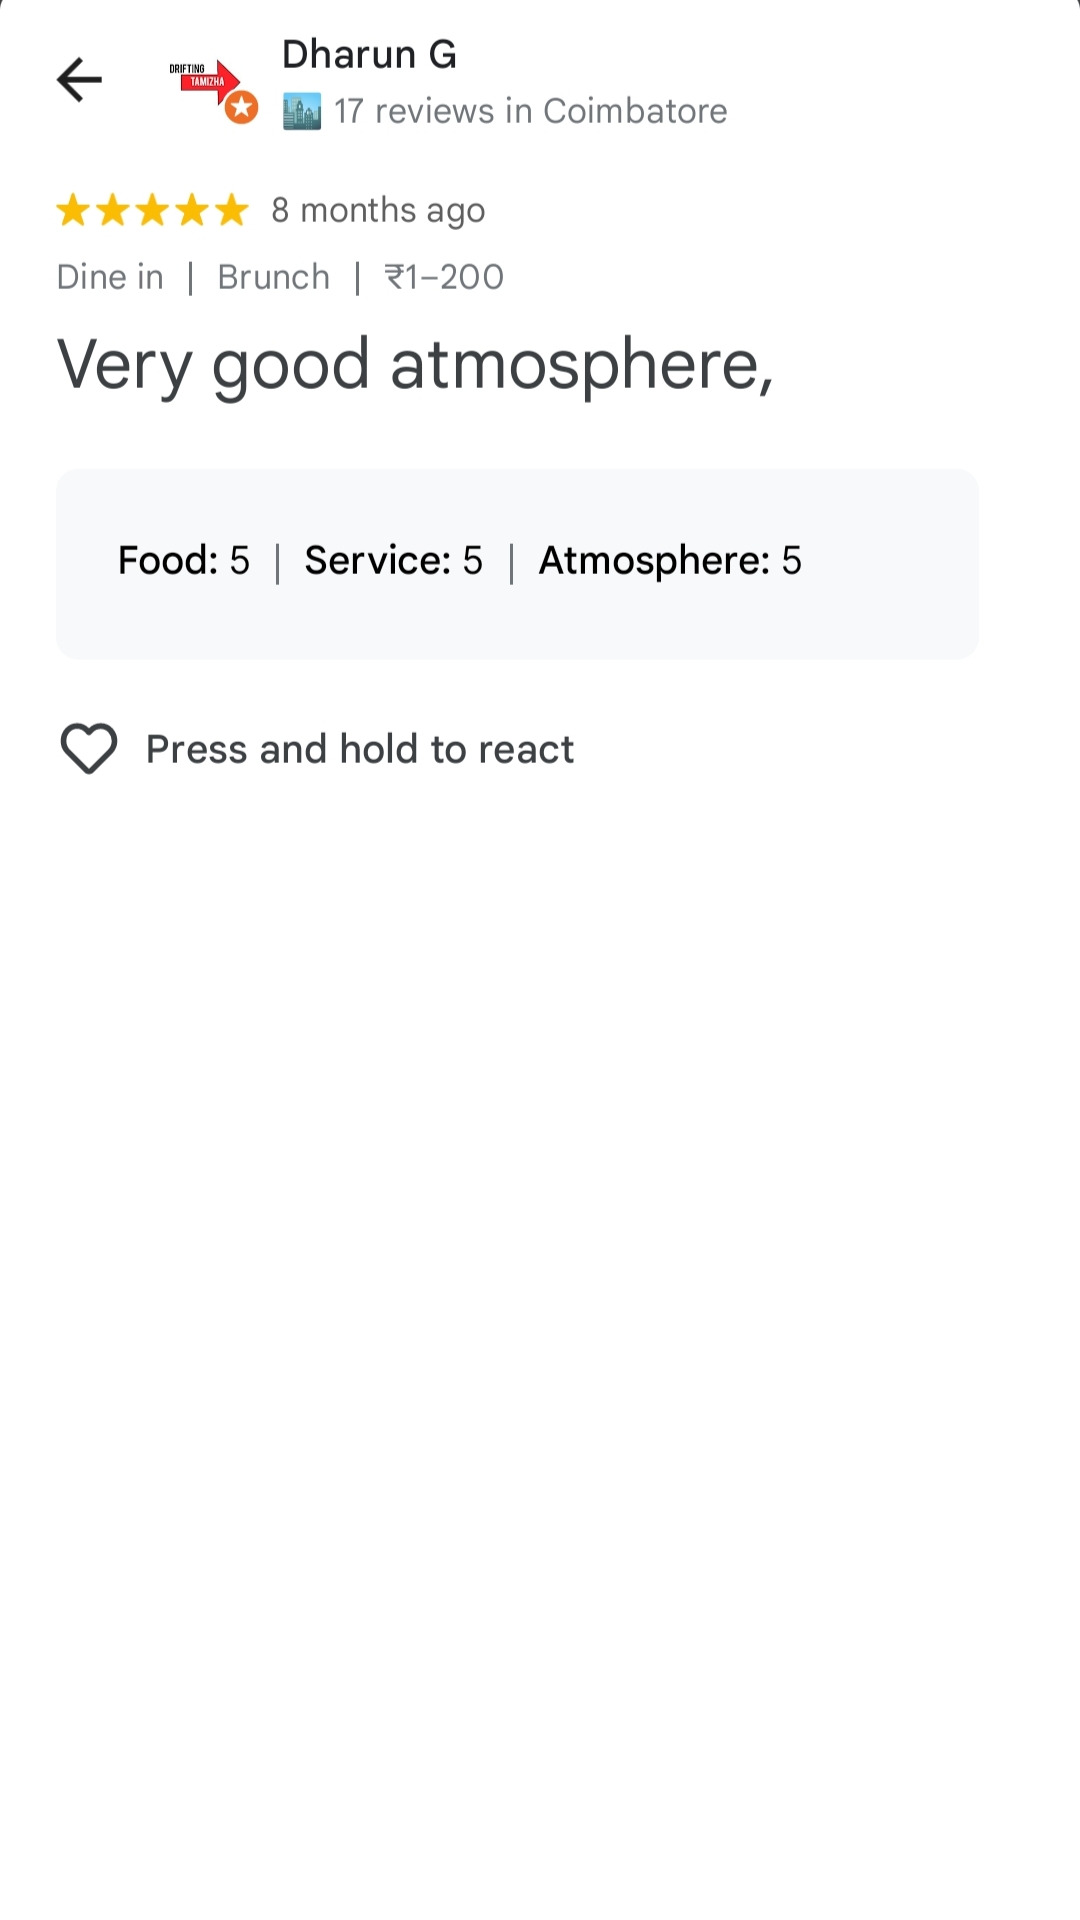 DRIFTING
TAMIZHA
Dharun G
17 reviews in Coimbatore
8 months ago
Dine in | Brunch | ₹1–200
Very good atmosphere,
Food: 5 | Service: 5 | Atmosphere: 5
Press and hold to react